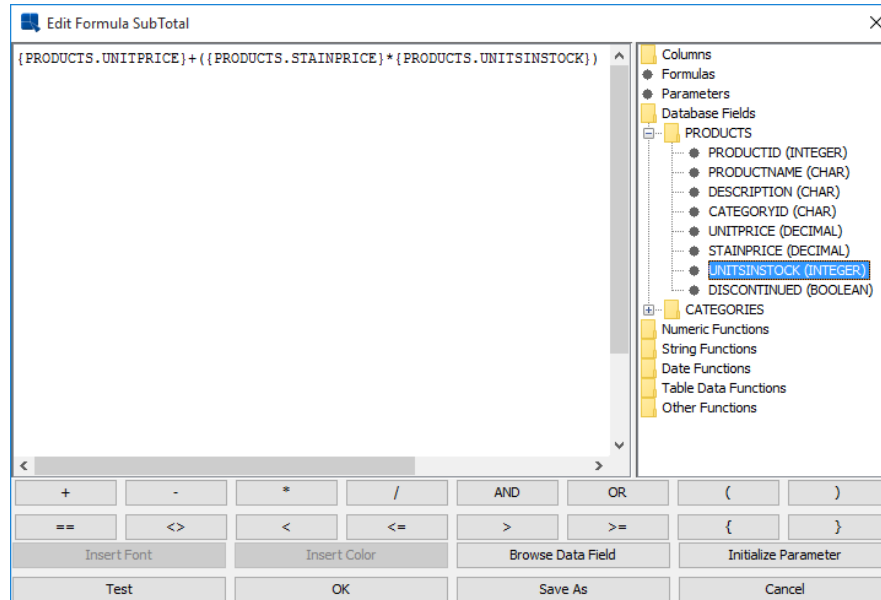 Edit Formula SubTotal
{PRODUCTS.UNITPRICE}+({PRODUCTS.STAINPRICE}*{PRODUCTS.UNITSINSTOCK})
Columns
Formulas
Parameters
Database Fields
PRODUCTS
PRODUCTID (INTEGER)
PRODUCTNAME (CHAR)
DESCRIPTION (CHAR)
CATEGORYID (CHAR)
UNITPRICE (DECIMAL)
STAINPRICE (DECIMAL)
UNITSINSTOCK (INTEGER)
DISCONTINUED (BOOLEAN)
CATEGORIES
Numeric Functions
String Functions
Date Functions
Table Data Functions
Other Functions
+ - * / AND OR ( )
== <> < <= > >= { }
Insert Font Insert Color Browse Data Field Initialize Parameter
Test OK Save As Cancel